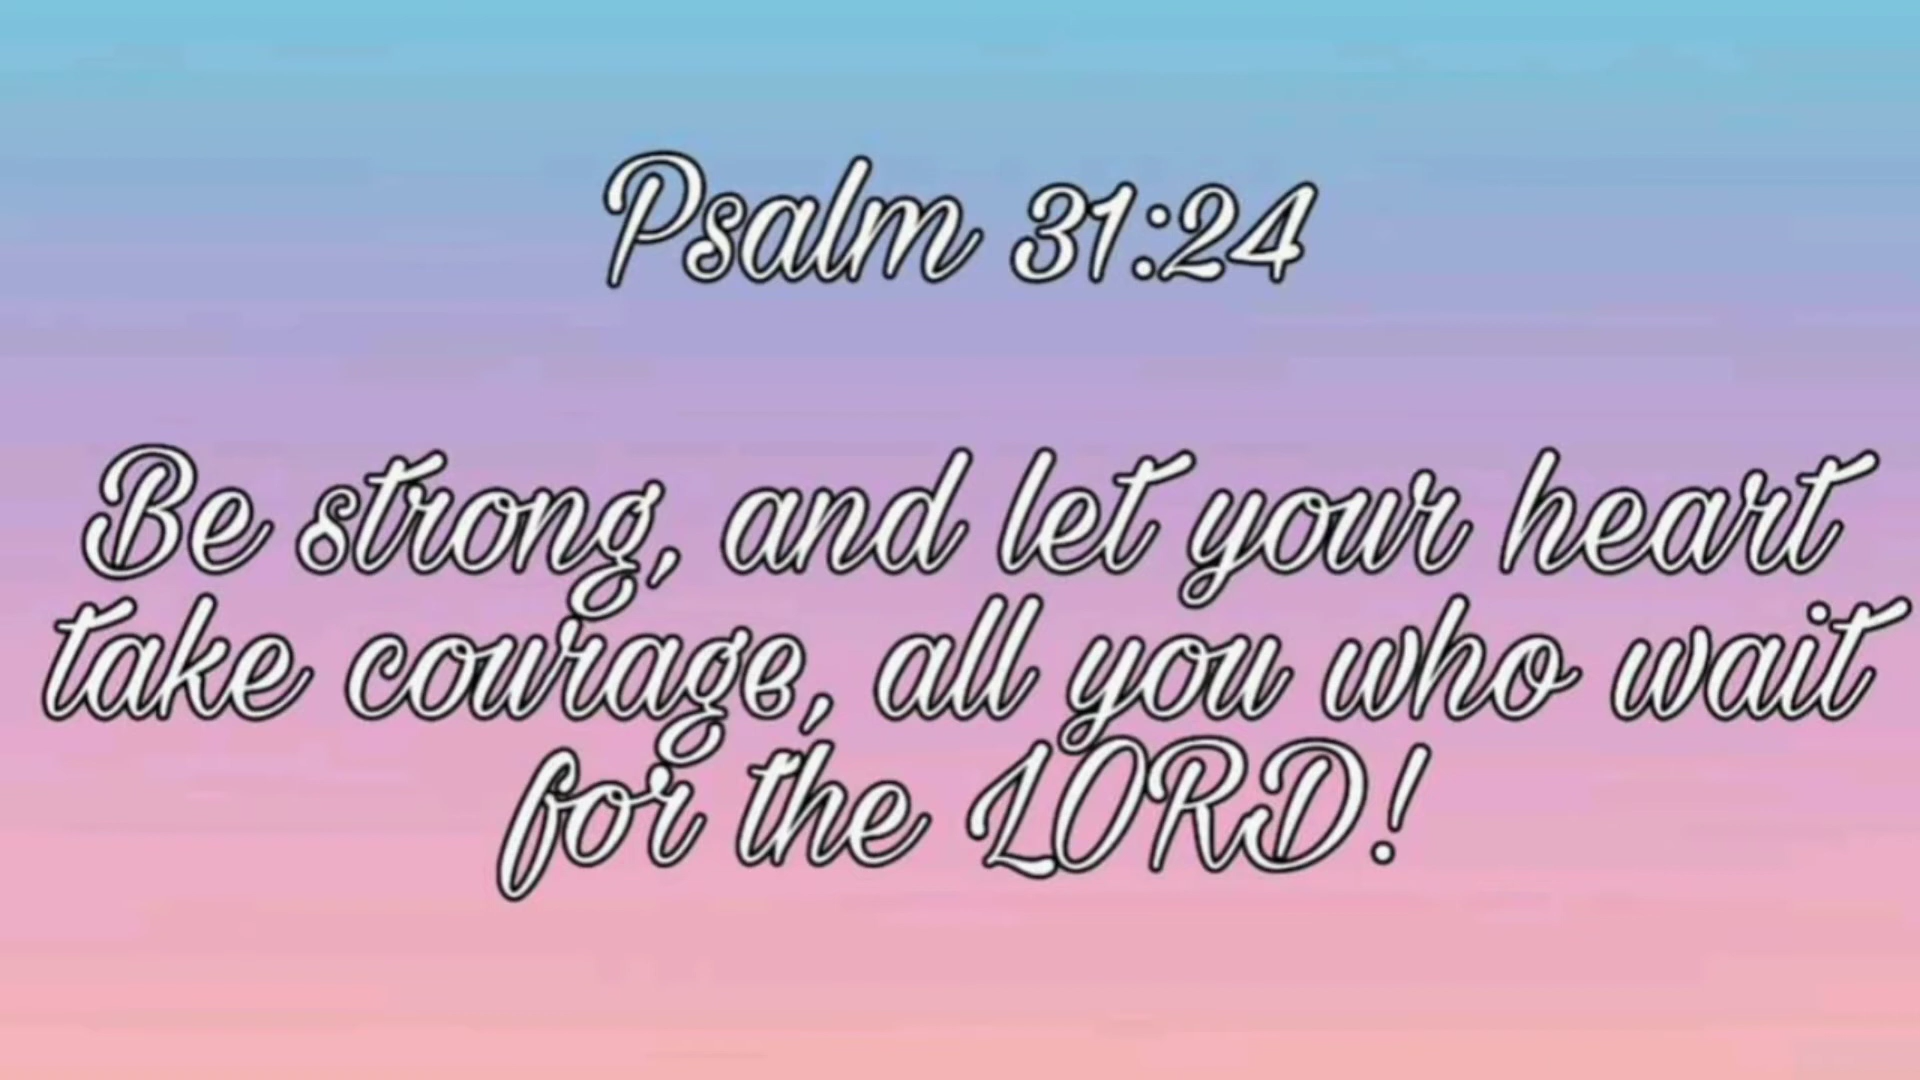 Psalm 31:24
Be strong, and let your heart
take courage, all you who wait
for the LORD!